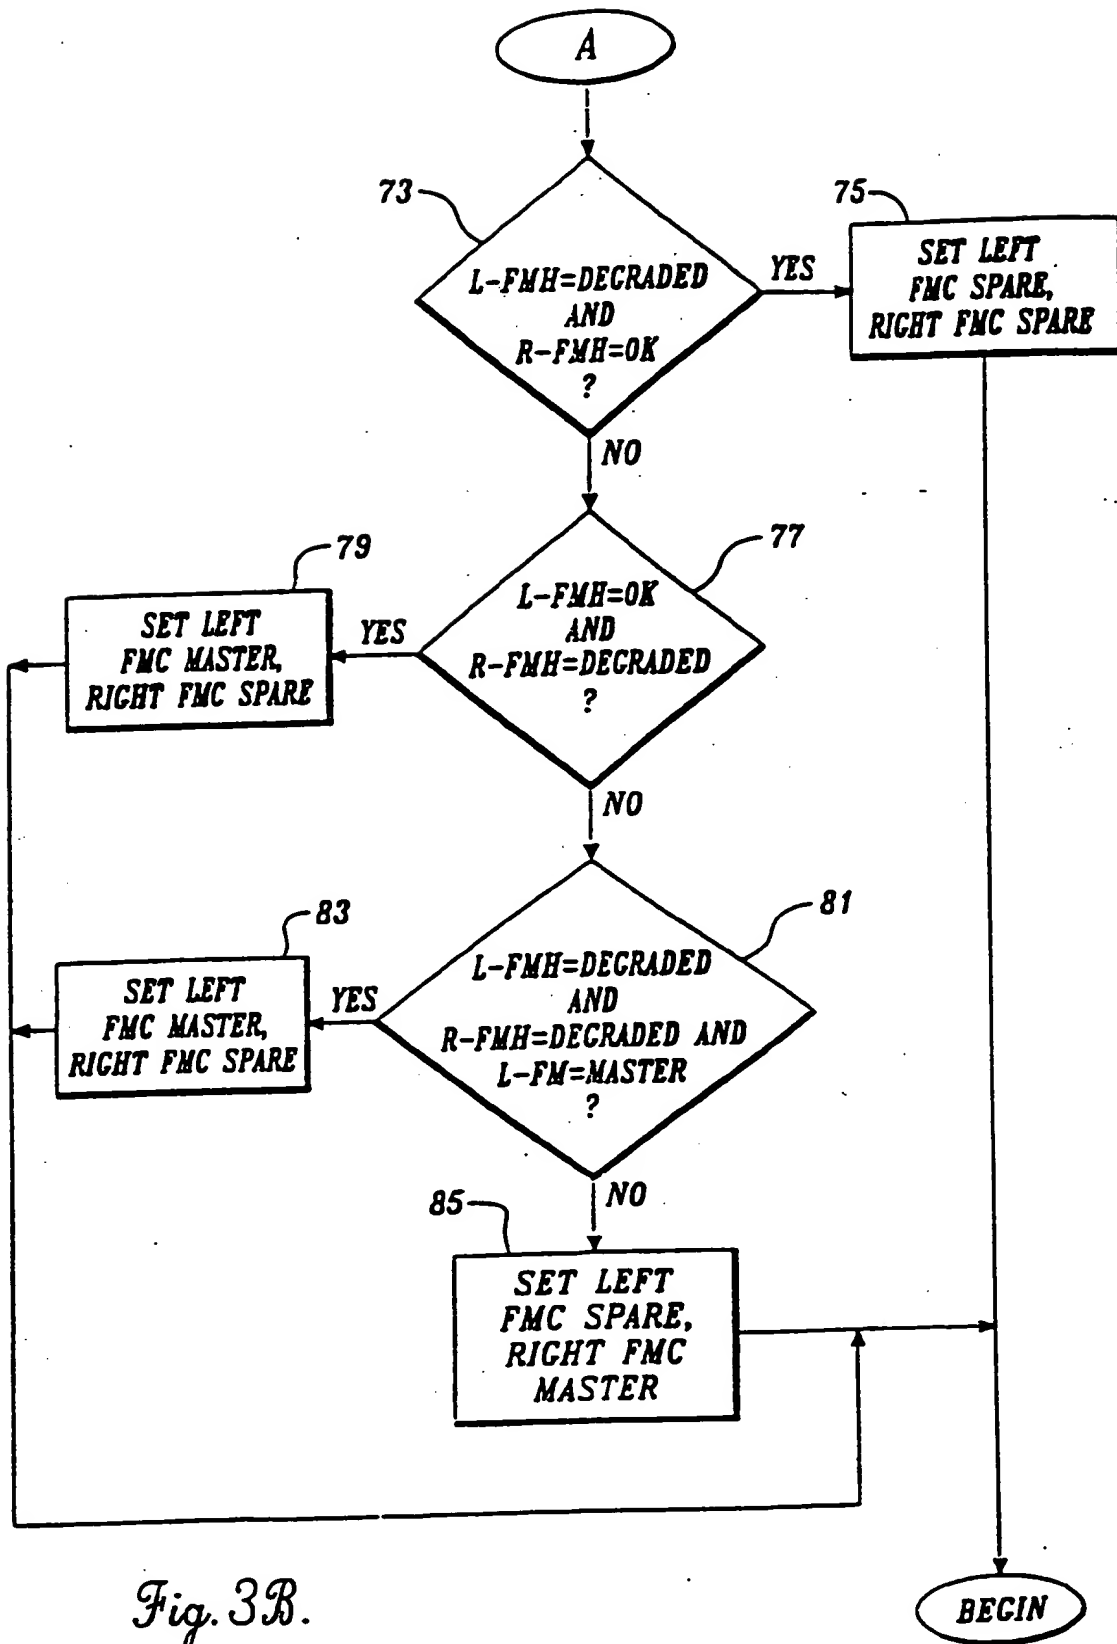 A
73
L-FMH=DEGRADED
AND
R-FMH=OK
?
YES
75
SET LEFT
FMC SPARE,
RIGHT FMC SPARE
NO
77
L-FMH=OK
AND
R-FMH=DEGRADED
?
YES
79
SET LEFT
FMC MASTER,
RIGHT FMC SPARE
NO
81
L-FMH=DEGRADED
AND
R-FMH=DEGRADED AND
L-FM=MASTER
?
YES
83
SET LEFT
FMC MASTER,
RIGHT FMC SPARE
NO
85
SET LEFT
FMC SPARE,
RIGHT FMC
MASTER
BEGIN
Fig. 3B.